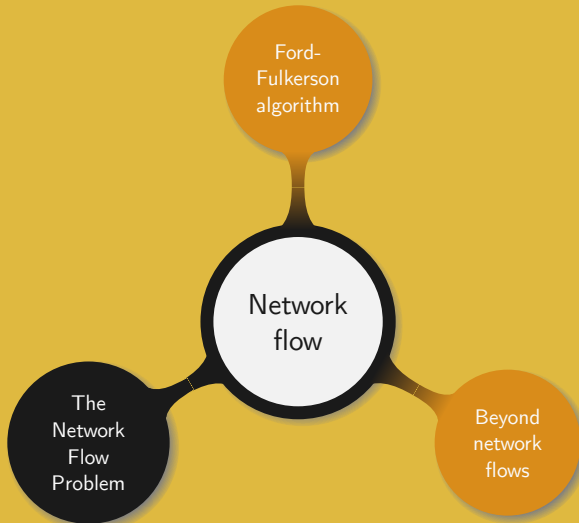 Ford-
Fulkerson
algorithm
Network
flow
The
Network
Flow
Problem
Beyond
network
flows